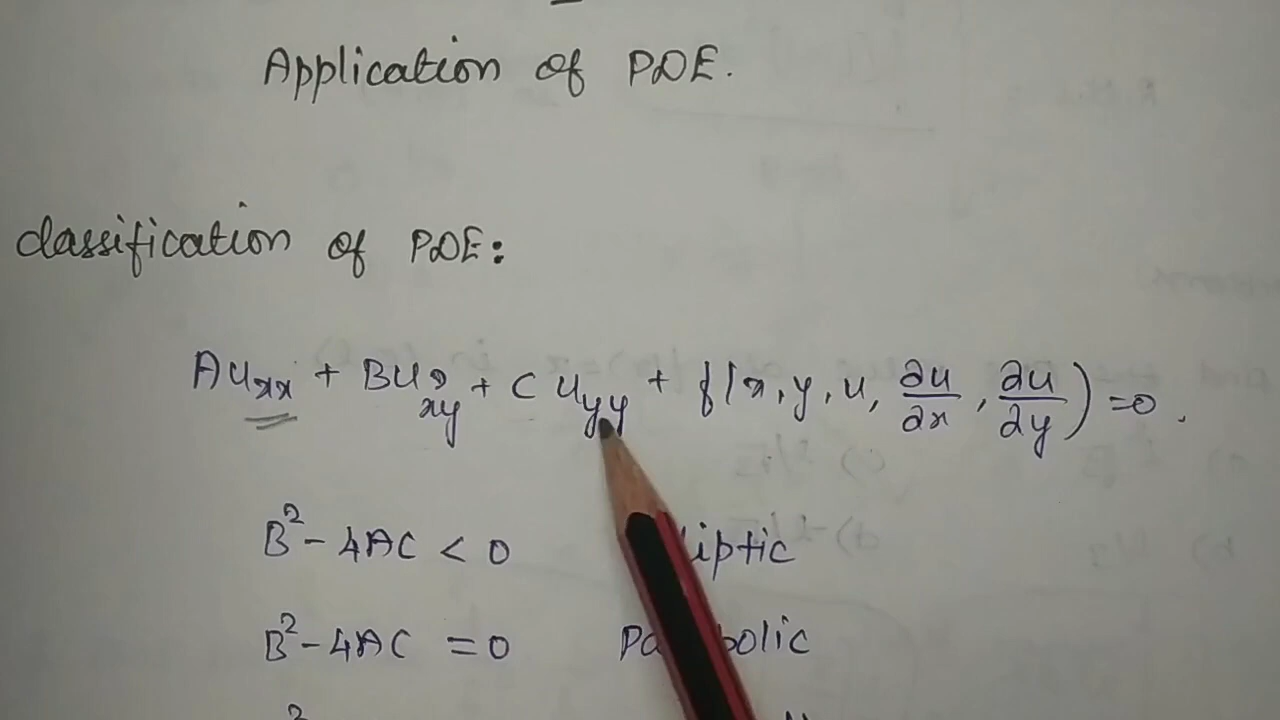 Application of PDE.
Classification of PDE:
Auxx + Buxy + Cuyy + f(x, y, u, ∂u/∂x, ∂u/∂y) = 0.
B² - 4AC < 0
B² - 4AC = 0